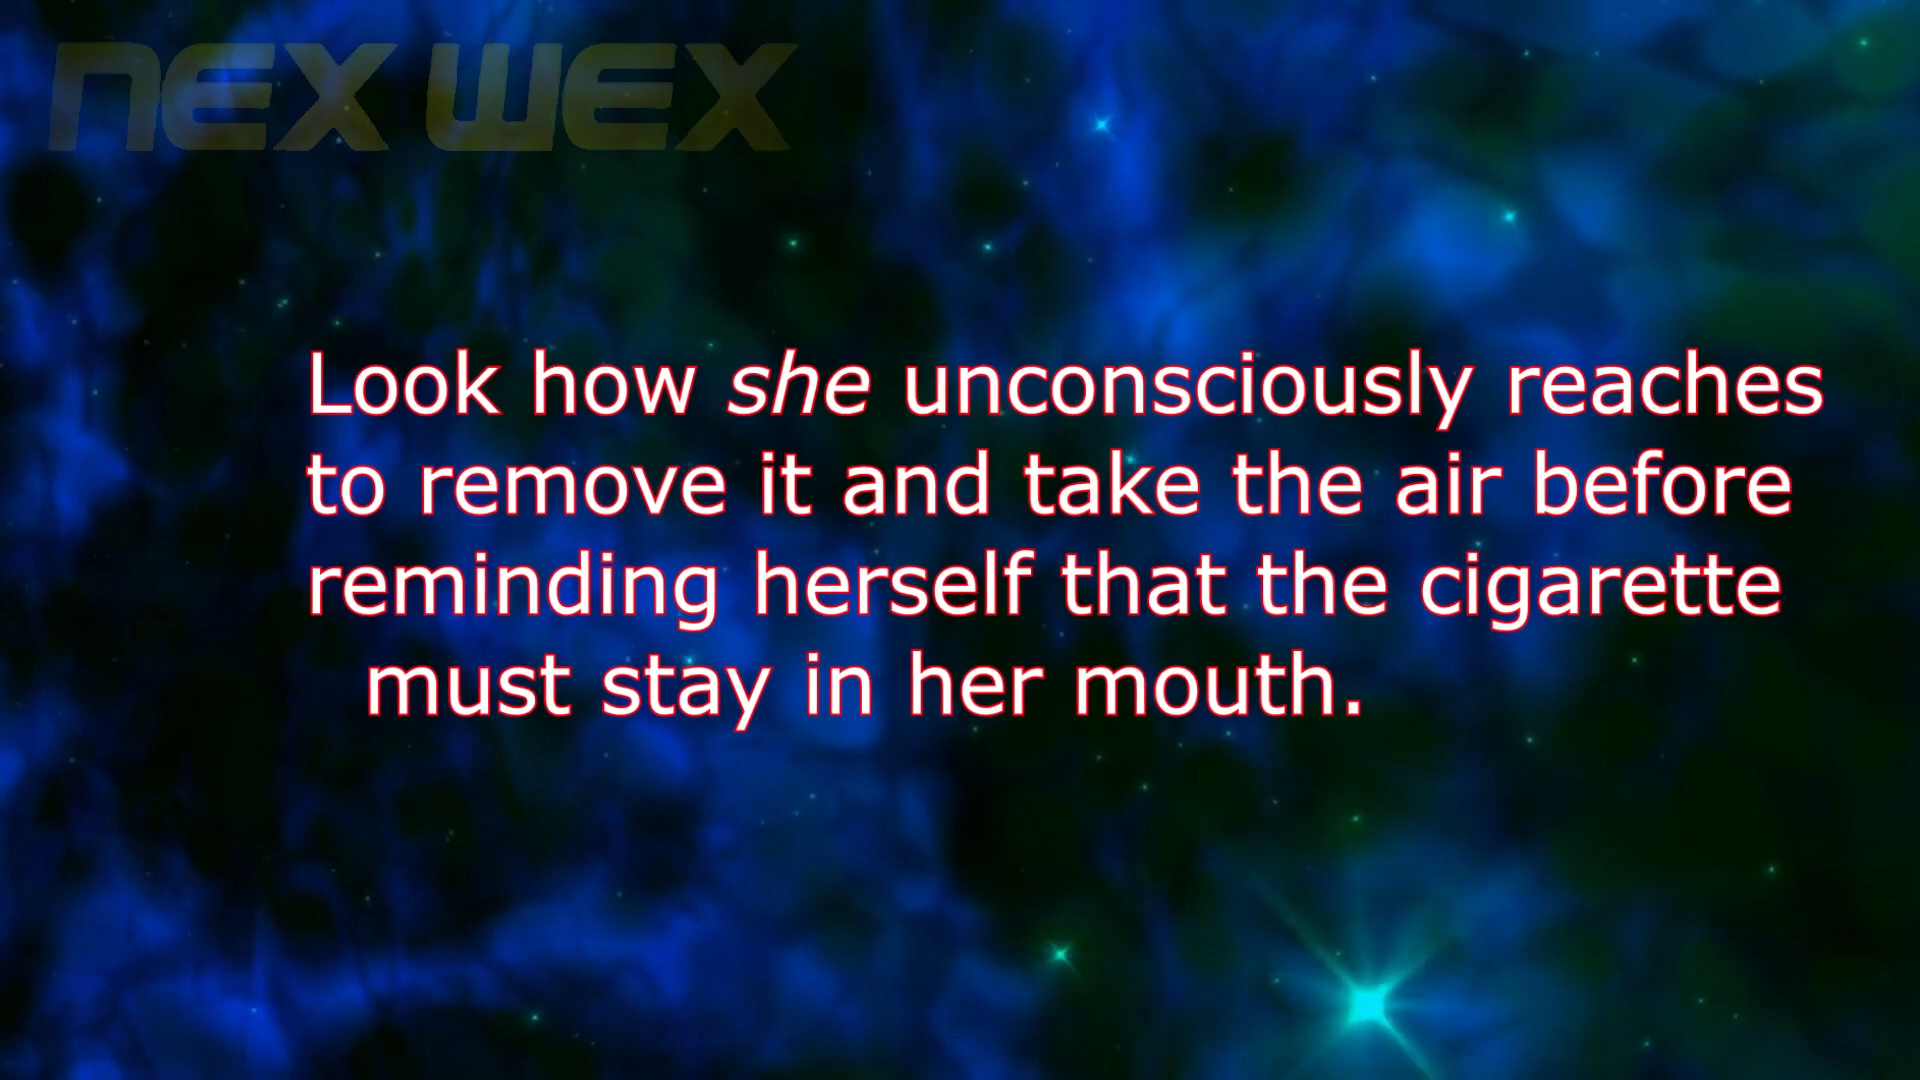 NEX WEX
Look how she unconsciously reaches
to remove it and take the air before
reminding herself that the cigarette
must stay in her mouth.